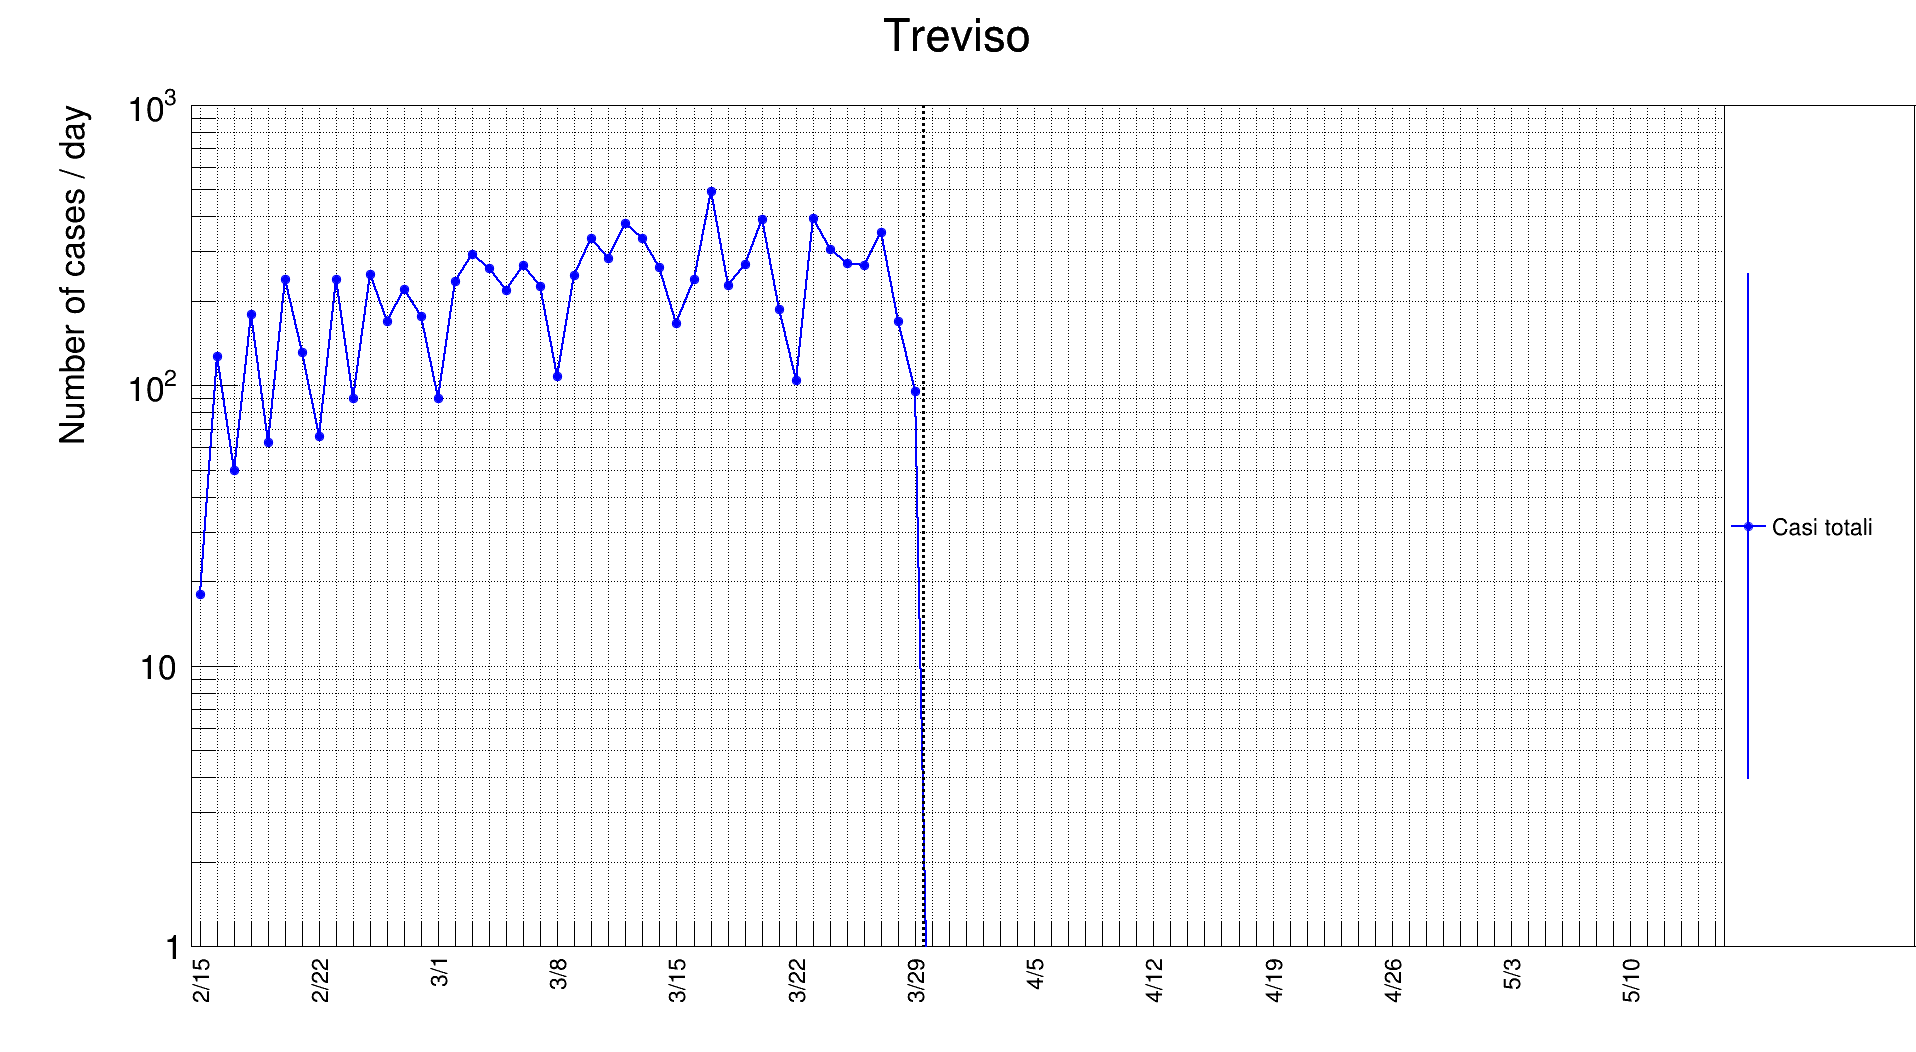 Treviso
Number of cases / day
10³
10²
10
1
2/15 2/22 3/1 3/8 3/15 3/22 3/29 4/5 4/12 4/19 4/26 5/3 5/10
Casi totali